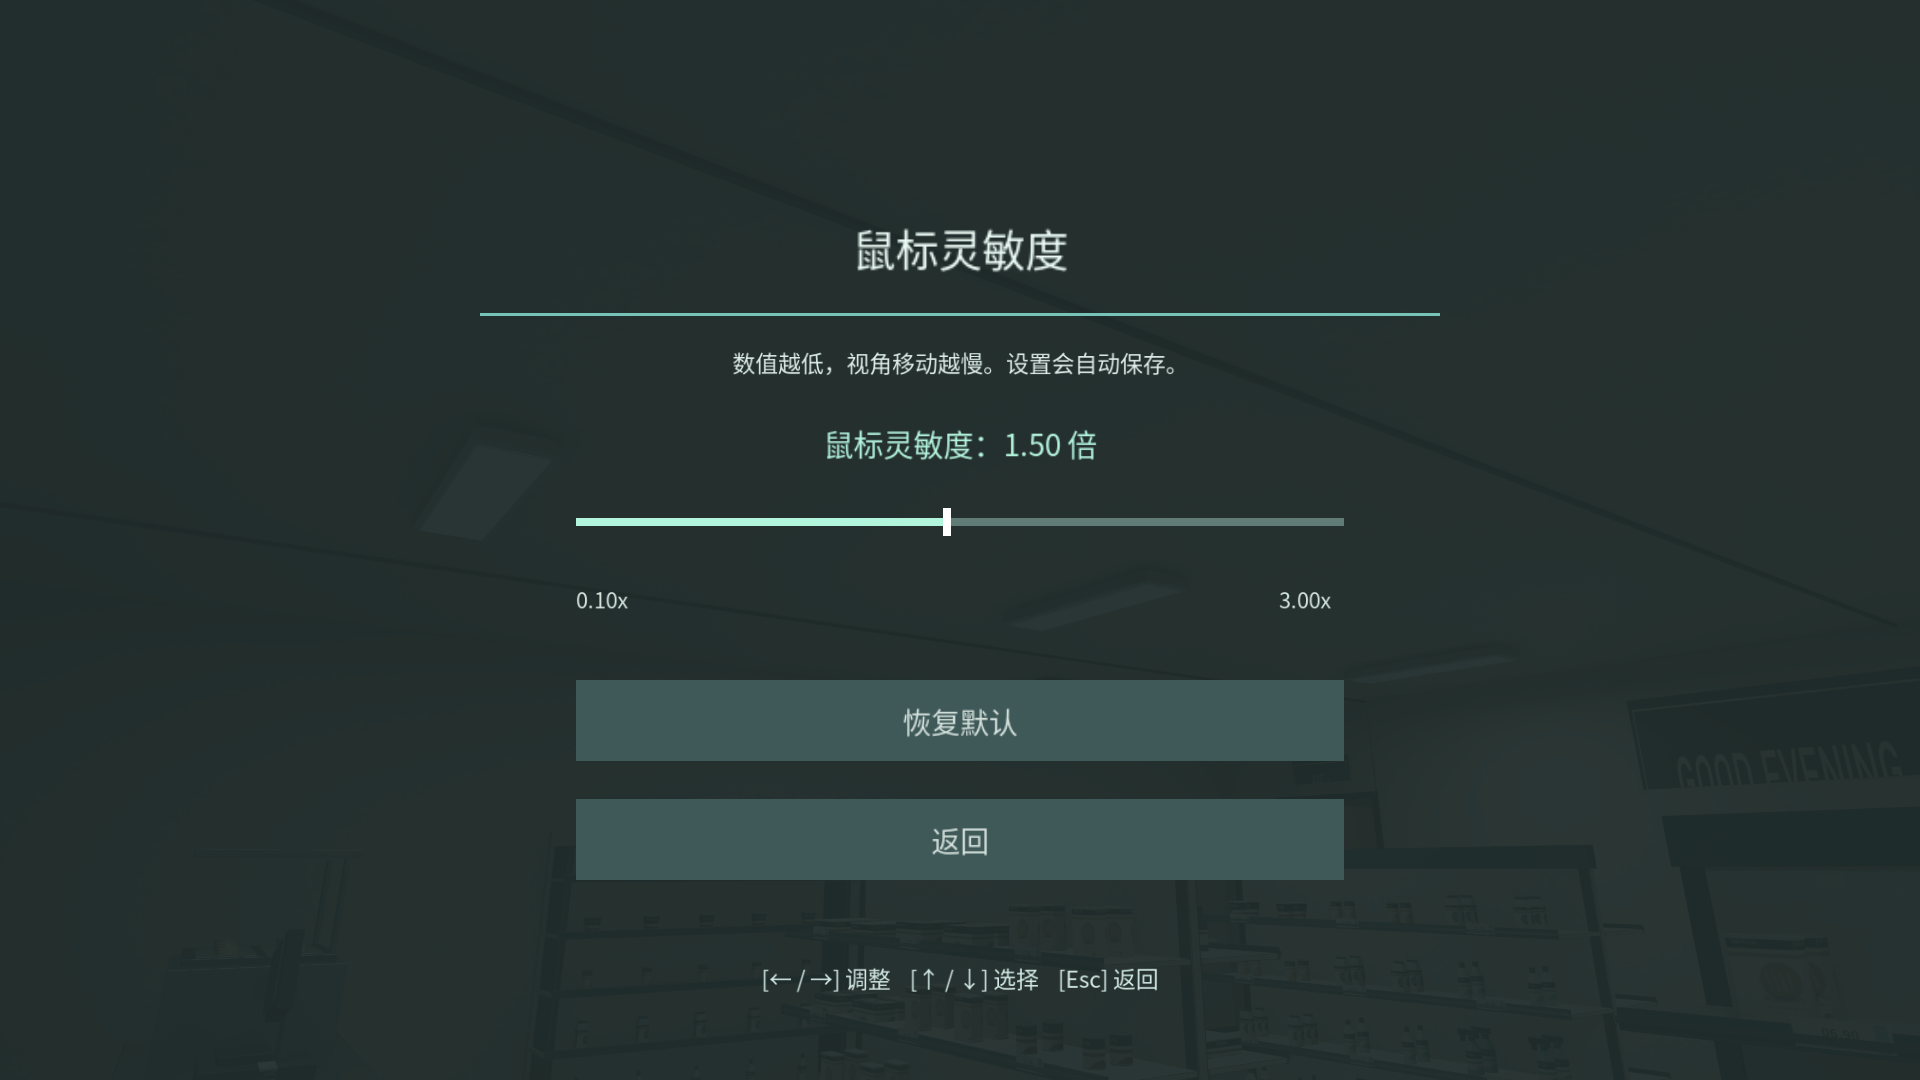 鼠标灵敏度
数值越低，视角移动越慢。设置会自动保存。
鼠标灵敏度：1.50 倍
0.10x
3.00x
恢复默认
GOOD EVENING
返回
[← / →] 调整 [↑ / ↓] 选择 [Esc] 返回